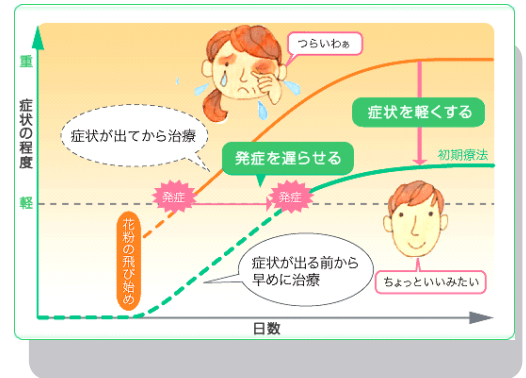 重
症状の程度
軽
つらいわぁ
症状が出てから治療
発症を遅らせる
症状を軽くする
初期療法
発症
発症
花粉の飛び始め
症状が出る前から
早めに治療
ちょっといいみたい
日数